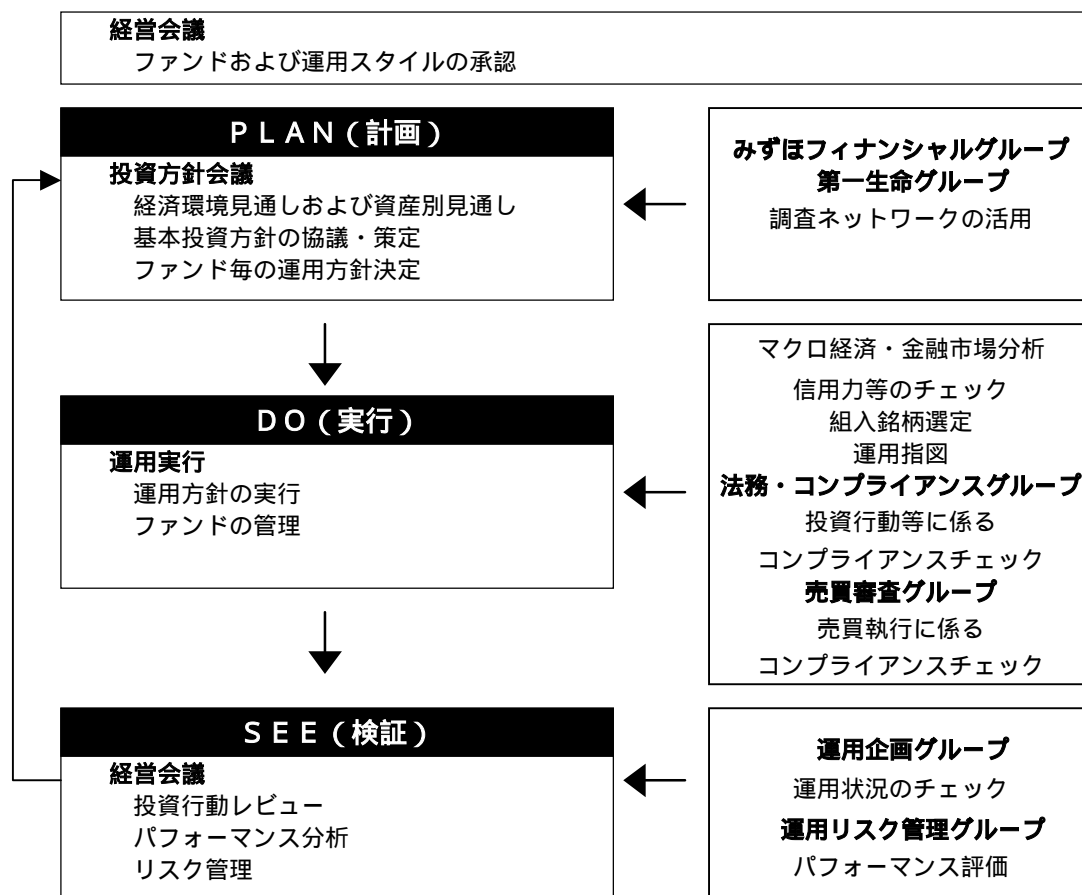 経営会議
ファンドおよび運用スタイルの承認
ＰＬＡＮ（計画）
投資方針会議
経済環境見通しおよび資産別見通し
基本投資方針の協議・策定
ファンド毎の運用方針決定
みずほフィナンシャルグループ
第一生命グループ
調査ネットワークの活用
ＤＯ（実行）
運用実行
運用方針の実行
ファンドの管理
マクロ経済・金融市場分析
信用力等のチェック
組入銘柄選定
運用指図
法務・コンプライアンスグループ
投資行動等に係る
コンプライアンスチェック
売買審査グループ
売買執行に係る
コンプライアンスチェック
ＳＥＥ（検証）
経営会議
投資行動レビュー
パフォーマンス分析
リスク管理
運用企画グループ
運用状況のチェック
運用リスク管理グループ
パフォーマンス評価